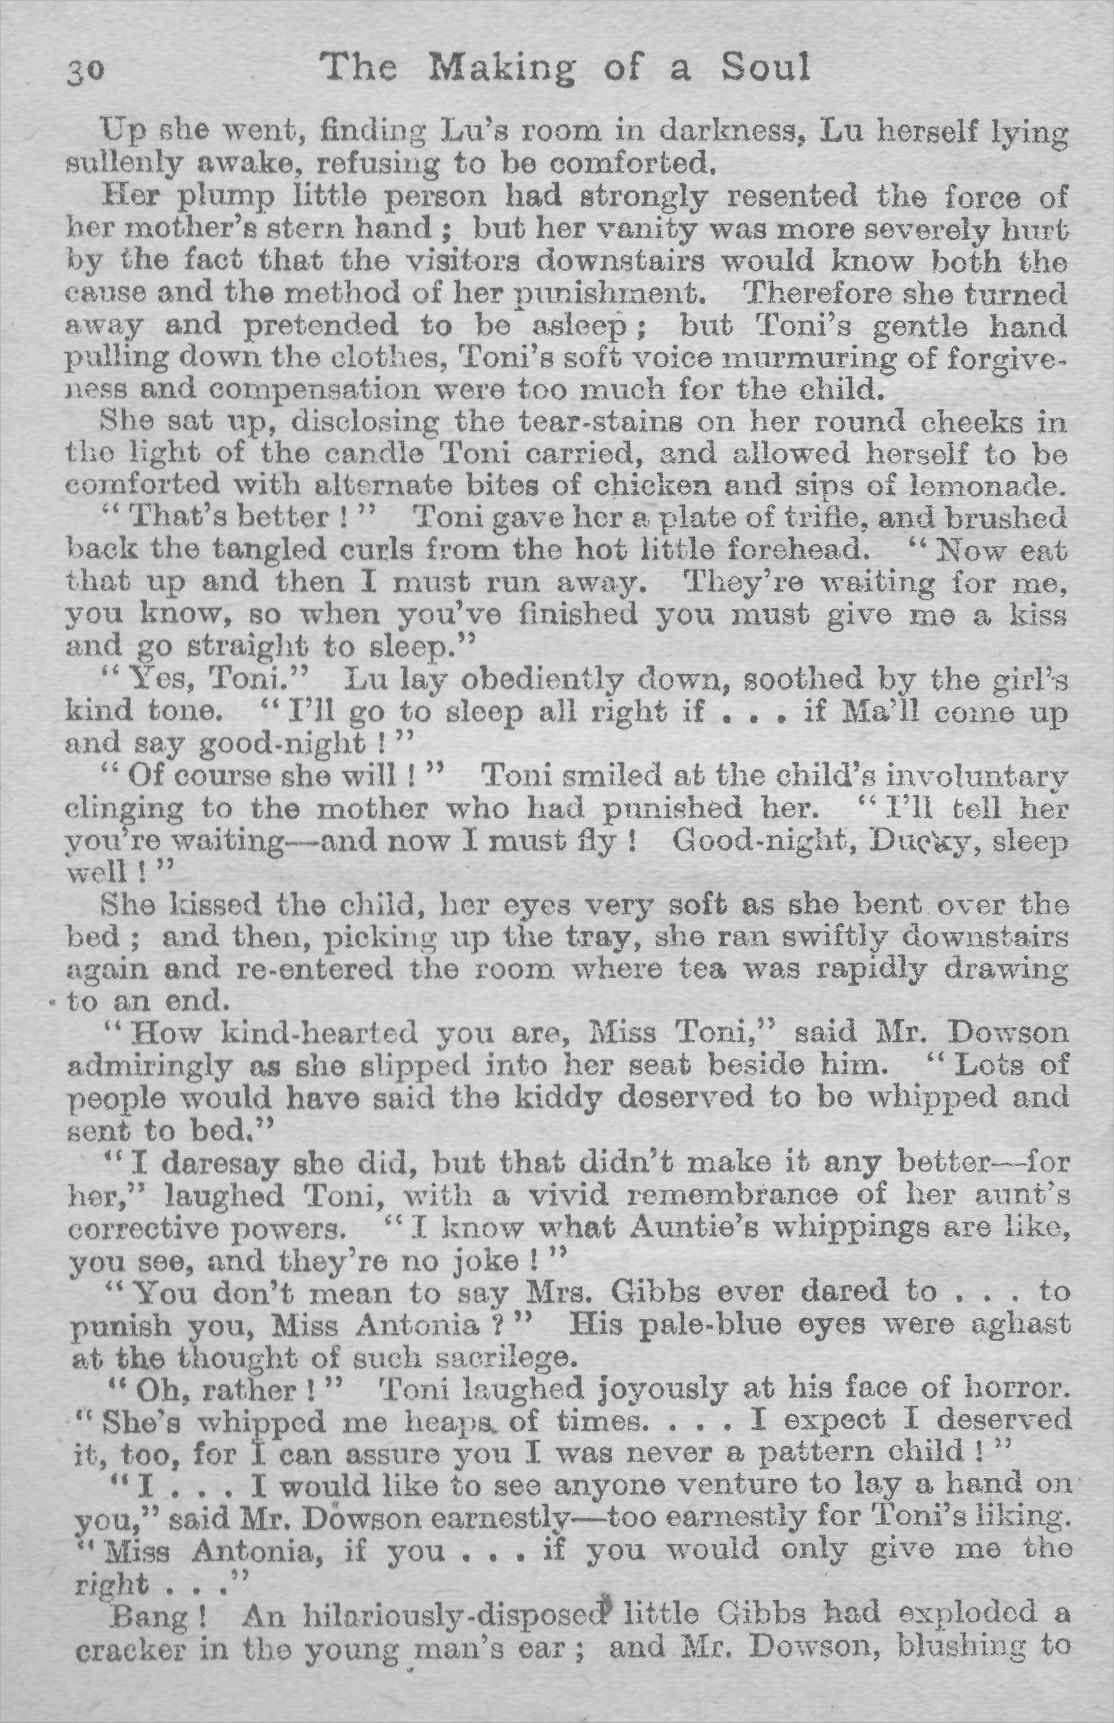 30 The Making of a Soul
Up she went, finding Lu's room in darkness, Lu herself lying
sullenly awake, refusing to be comforted.
Her plump little person had strongly resented the force of
her mother's stern hand ; but her vanity was more severely hurt
by the fact that the visitors downstairs would know both the
cause and the method of her punishment. Therefore she turned
away and pretended to be asleep ; but Toni's gentle hand
pulling down the clothes, Toni's soft voice murmuring of forgive-
ness and compensation were too much for the child.
She sat up, disclosing the tear-stains on her round cheeks in
the light of the candle Toni carried, and allowed herself to be
comforted with alternate bites of chicken and sips of lemonade.
“ That's better ! ” Toni gave her a plate of trifle, and brushed
back the tangled curls from the hot little forehead. “ Now eat
that up and then I must run away. They're waiting for me,
you know, so when you've finished you must give me a kiss
and go straight to sleep.”
“ Yes, Toni.” Lu lay obediently down, soothed by the girl's
kind tone. “ I'll go to sleep all right if . . . if Ma'll come up
and say good-night ! ”
“ Of course she will ! ” Toni smiled at the child's involuntary
clinging to the mother who had punished her. “ I'll tell her
you're waiting—and now I must fly ! Good-night, Ducky, sleep
well ! ”
She kissed the child, her eyes very soft as she bent over the
bed ; and then, picking up the tray, she ran swiftly downstairs
again and re-entered the room where tea was rapidly drawing
to an end.
“ How kind-hearted you are, Miss Toni,” said Mr. Dowson
admiringly as she slipped into her seat beside him. “ Lots of
people would have said the kiddy deserved to be whipped and
sent to bed.”
“ I daresay she did, but that didn't make it any better—for
her,” laughed Toni, with a vivid remembrance of her aunt's
corrective powers. “ I know what Auntie's whippings are like,
you see, and they're no joke ! ”
“ You don't mean to say Mrs. Gibbs ever dared to . . . to
punish you, Miss Antonia ? ” His pale-blue eyes were aghast
at the thought of such sacrilege.
“ Oh, rather ! ” Toni laughed joyously at his face of horror.
“ She's whipped me heaps of times. . . . I expect I deserved
it, too, for I can assure you I was never a pattern child ! ”
“ I . . . I would like to see anyone venture to lay a hand on
you,” said Mr. Dowson earnestly—too earnestly for Toni's liking.
“ Miss Antonia, if you . . . if you would only give me the
right . . .”
Bang ! An hilariously-disposed little Gibbs had exploded a
cracker in the young man's ear ; and Mr. Dowson, blushing to